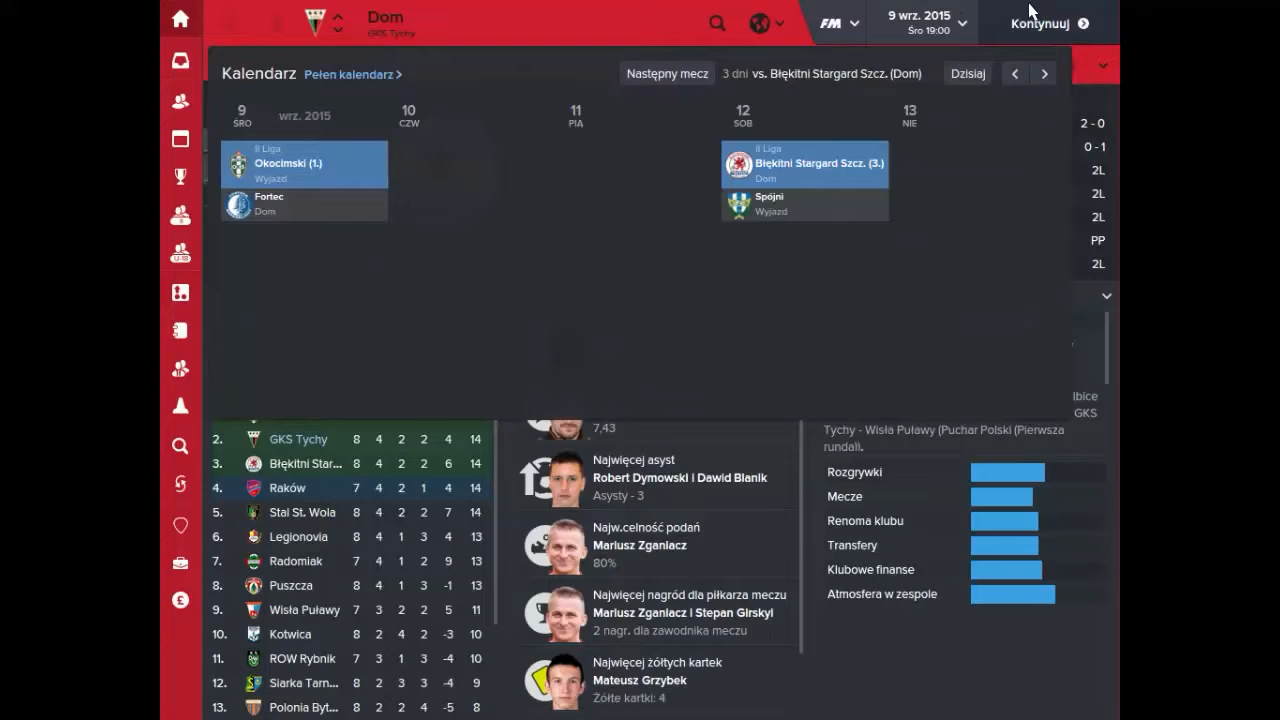 Dom
GKS Tychy
FM
9 wrz. 2015
Śro 19:00
Kontynuuj
Kalendarz Pełen kalendarz
Następny mecz 3 dni vs. Błękitni Stargard Szcz. (Dom) Dzisiaj
9 wrz. 2015 10 11 12 13
ŚRO CZW PIĄ SOB NIE
II Liga
Okocimski (1.)
Wyjazd
Fortec
Dom
II Liga
Błękitni Stargard Szcz. (3.)
Dom
Spójni
Wyjazd
2 - 0
0 - 1
2L
2L
2L
PP
2L
lbice
GKS
Tychy - Wisła Puławy (Puchar Polski (Pierwsza
runda)).
2. GKS Tychy 8 4 2 2 4 14
3. Błękitni Star... 8 4 2 2 6 14
4. Raków 7 4 2 1 4 14
5. Stal St. Wola 8 4 2 2 7 14
6. Legionovia 8 4 1 3 4 13
7. Radomiak 7 4 1 2 9 13
8. Puszcza 8 4 1 3 -1 13
9. Wisła Puławy 7 3 2 2 5 11
10. Kotwica 8 2 4 2 -3 10
11. ROW Rybnik 7 3 1 3 -4 10
12. Siarka Tarn... 8 2 3 3 -4 9
13. Polonia Byt... 8 2 2 4 -5 8
7,43
Najwięcej asyst
Robert Dymowski | Dawid Blanik
Asysty - 3
Najw.celność podań
Mariusz Zganiacz
80%
Najwięcej nagród dla piłkarza meczu
Mariusz Zganiacz | Stepan Girskyi
2 nagr. dla zawodnika meczu
Najwięcej żółtych kartek
Mateusz Grzybek
Żółte kartki: 4
Rozgrywki
Mecze
Renoma klubu
Transfery
Klubowe finanse
Atmosfera w zespole